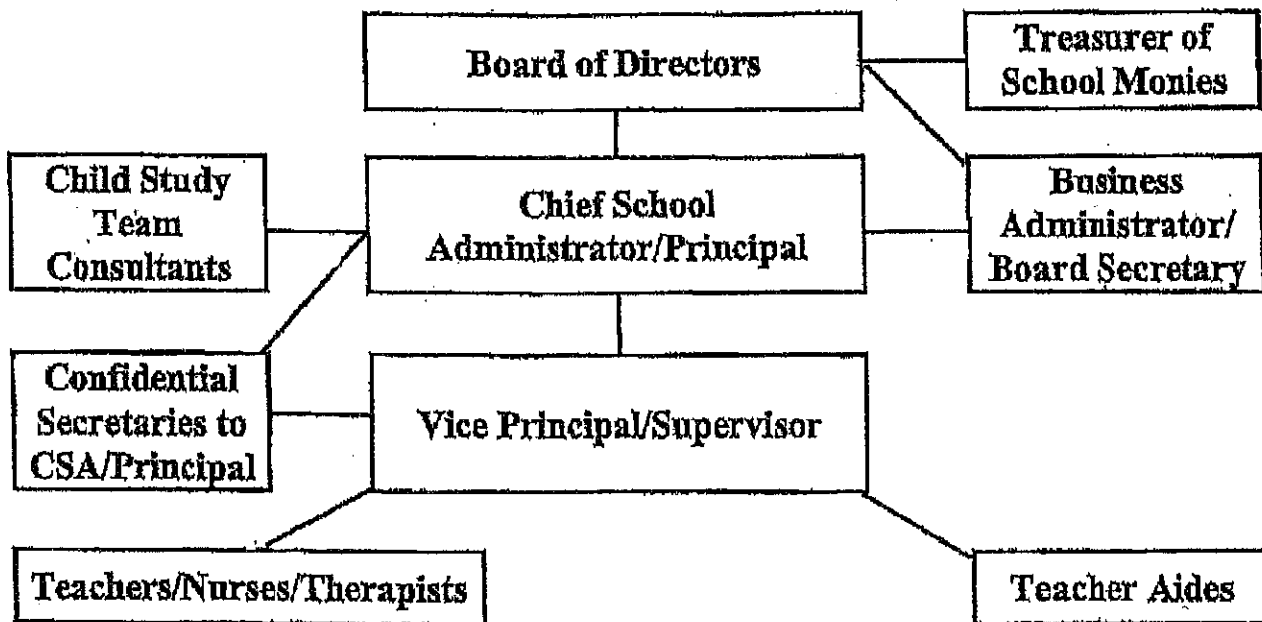 Board of Directors
Treasurer of
School Monies
Child Study
Team
Consultants
Chief School
Administrator/Principal
Business
Administrator/
Board Secretary
Confidential
Secretaries to
CSA/Principal
Vice Principal/Supervisor
Teachers/Nurses/Therapists
Teacher Aides